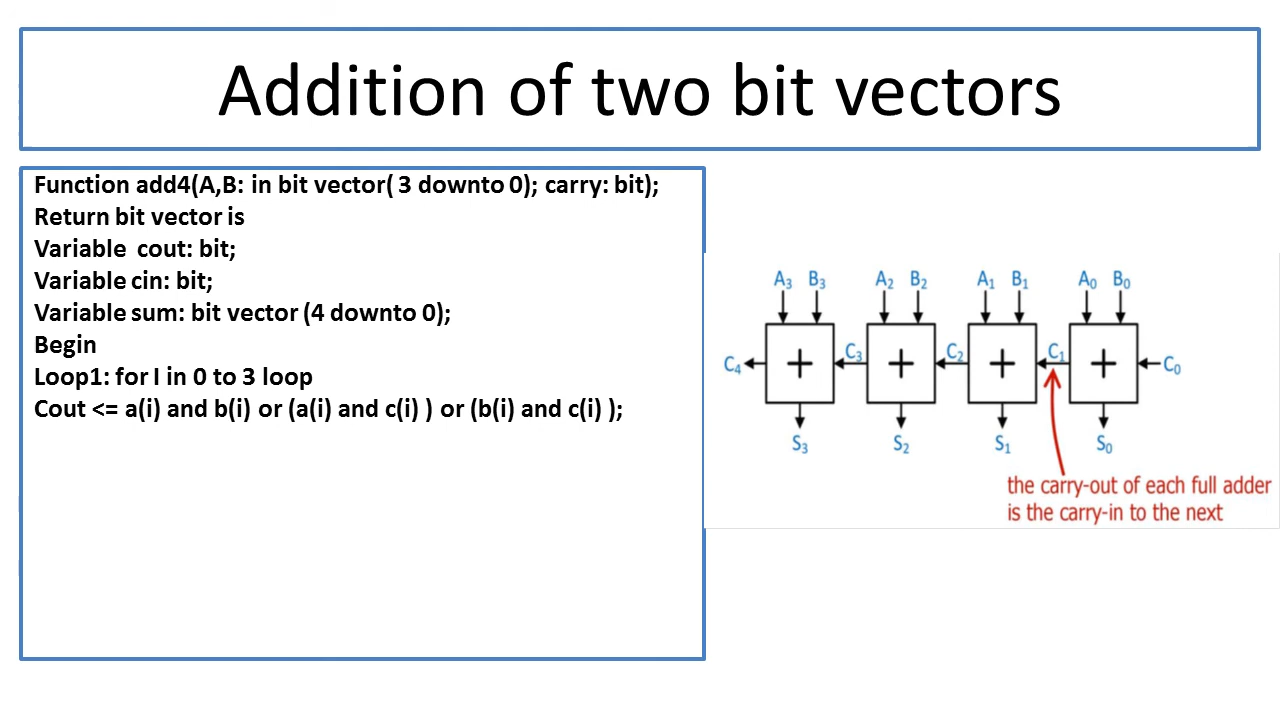 Addition of two bit vectors
Function add4(A,B: in bit vector( 3 downto 0); carry: bit);
Return bit vector is
Variable cout: bit;
Variable cin: bit;
Variable sum: bit vector (4 downto 0);
Begin
Loop1: for I in 0 to 3 loop
Cout <= a(i) and b(i) or (a(i) and c(i) ) or (b(i) and c(i) );
A₃ B₃ A₂ B₂ A₁ B₁ A₀ B₀
C₄ + C₃ + C₂ + C₁ + C₀
S₃ S₂ S₁ S₀
the carry-out of each full adder
is the carry-in to the next